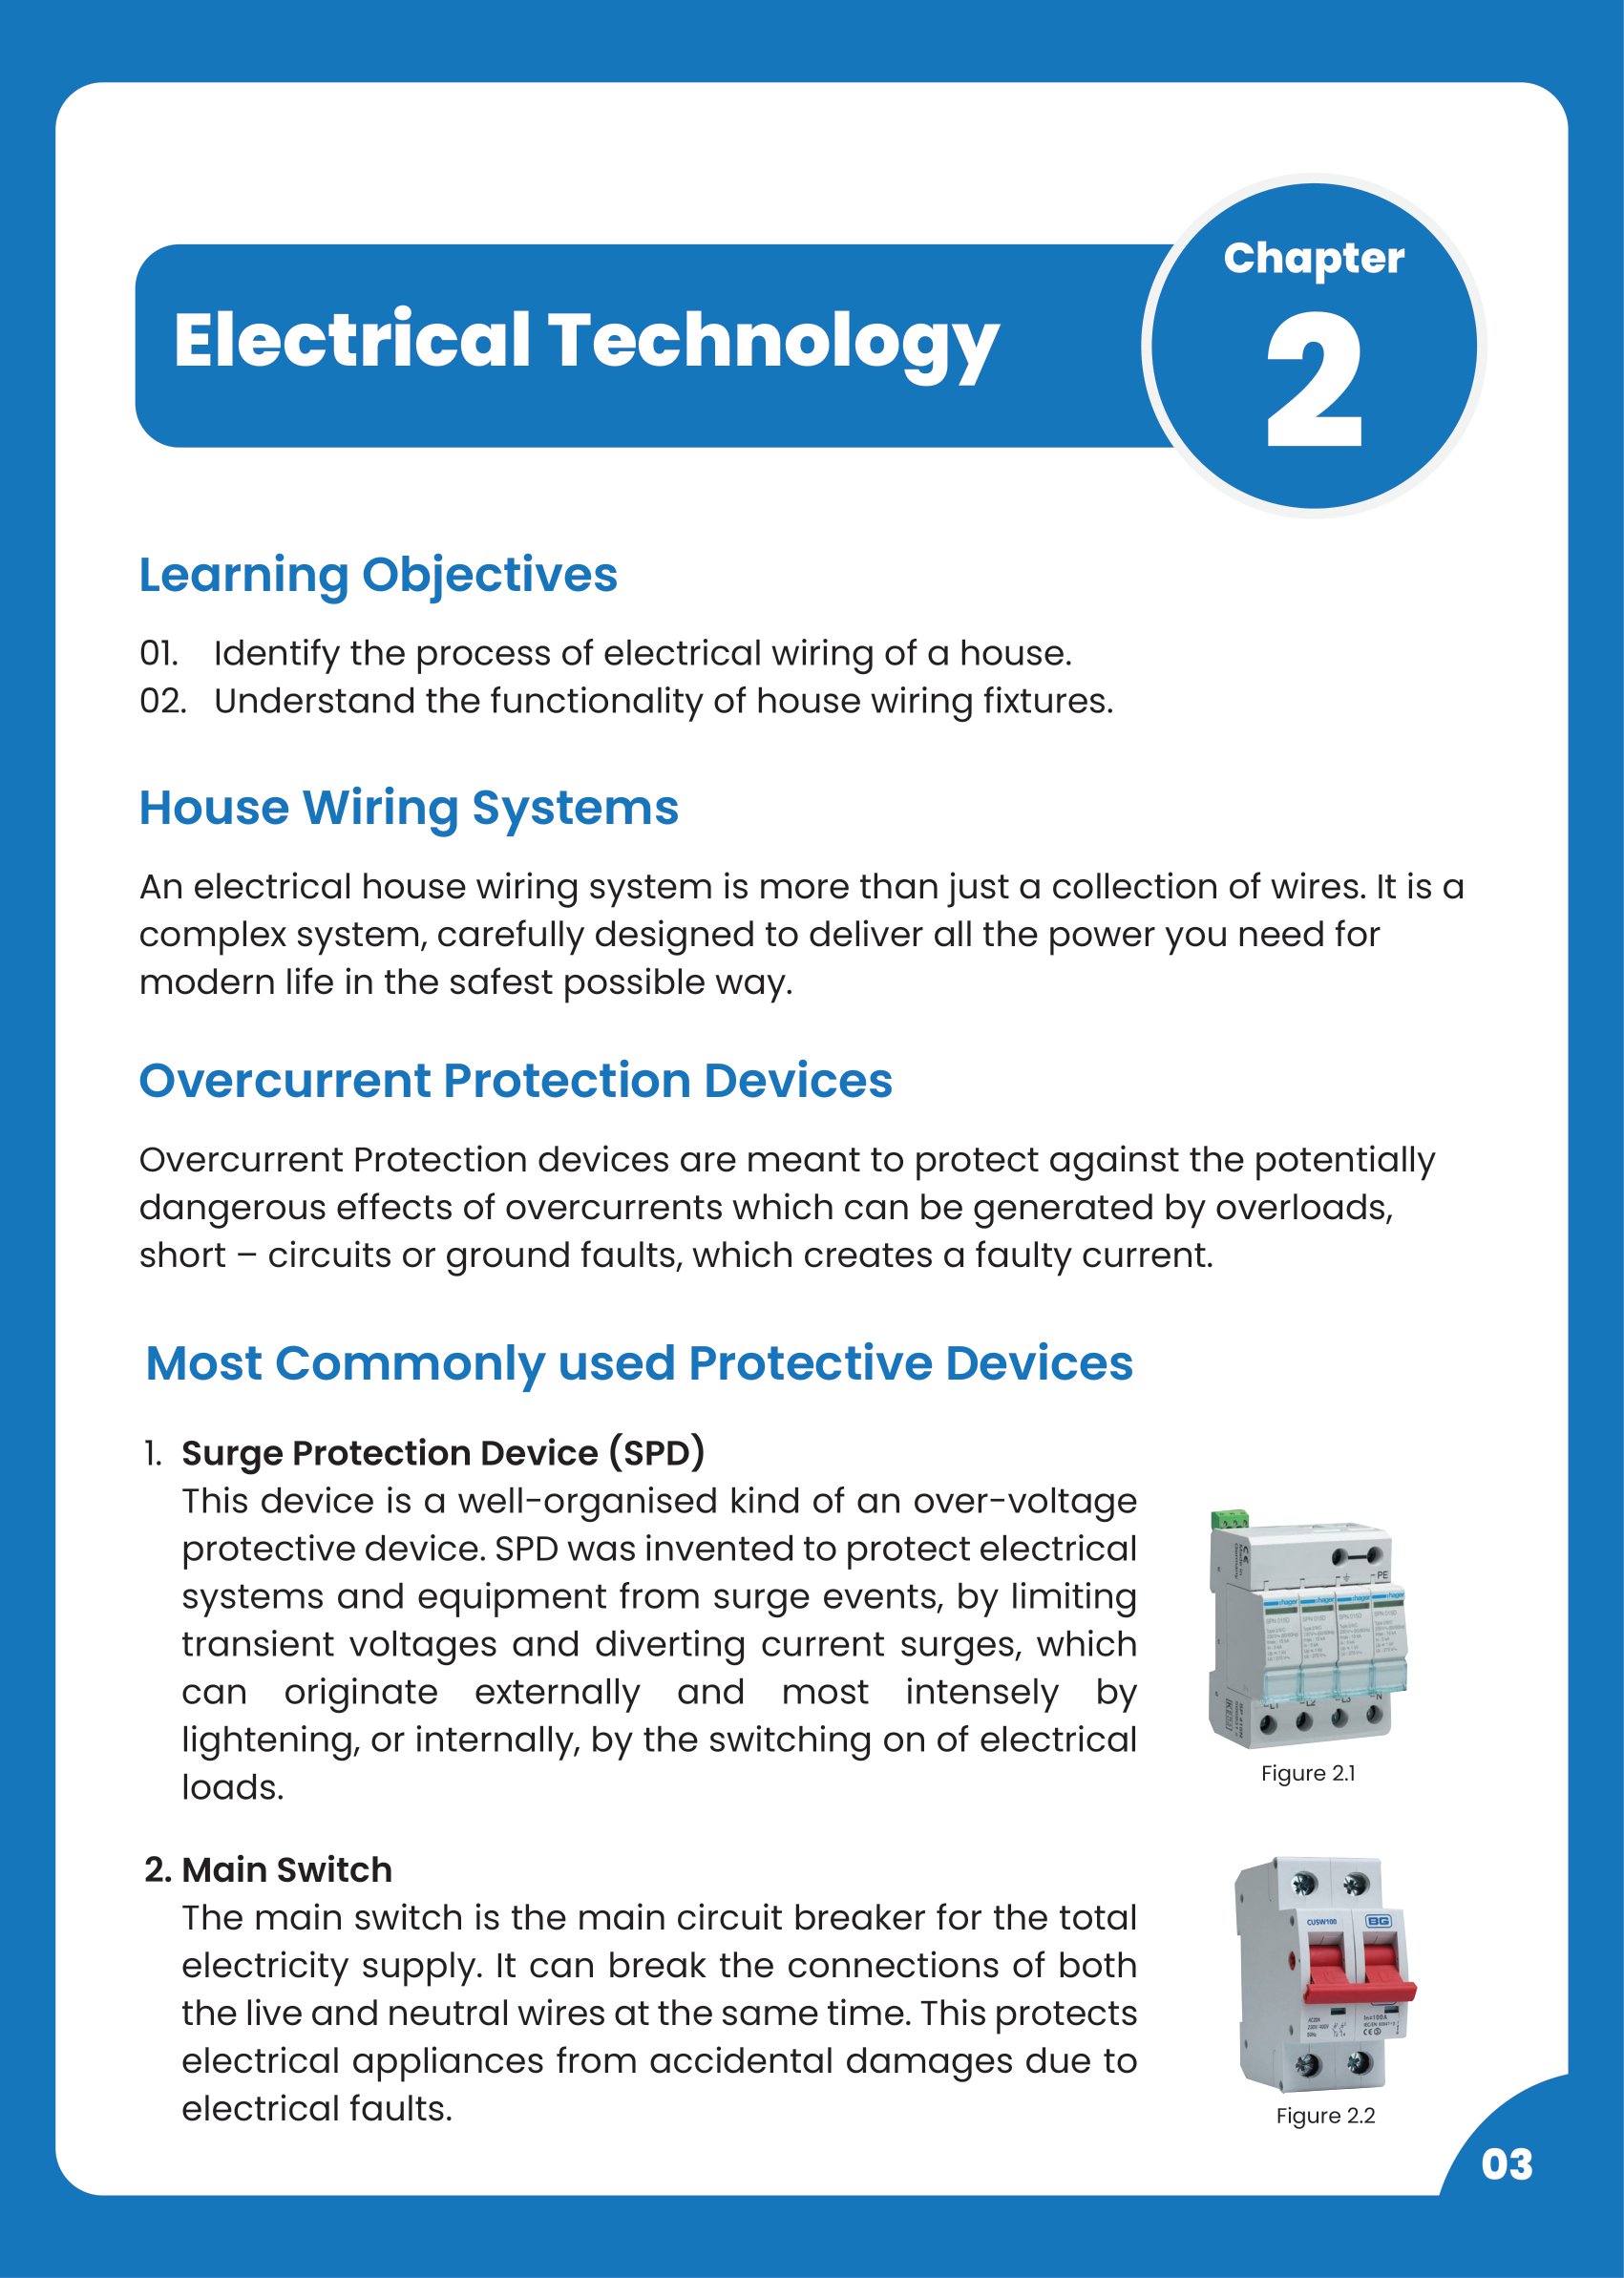 Chapter
2
Electrical Technology
Learning Objectives
01. Identify the process of electrical wiring of a house.
02. Understand the functionality of house wiring fixtures.
House Wiring Systems
An electrical house wiring system is more than just a collection of wires. It is a
complex system, carefully designed to deliver all the power you need for
modern life in the safest possible way.
Overcurrent Protection Devices
Overcurrent Protection devices are meant to protect against the potentially
dangerous effects of overcurrents which can be generated by overloads,
short – circuits or ground faults, which creates a faulty current.
Most Commonly used Protective Devices
1. Surge Protection Device (SPD)
This device is a well-organised kind of an over-voltage
protective device. SPD was invented to protect electrical
systems and equipment from surge events, by limiting
transient voltages and diverting current surges, which
can originate externally and most intensely by
lightening, or internally, by the switching on of electrical
loads.
PE
hager hager hager hager
L1 L2 L3 N
Figure 2.1
2. Main Switch
The main switch is the main circuit breaker for the total
electricity supply. It can break the connections of both
the live and neutral wires at the same time. This protects
electrical appliances from accidental damages due to
electrical faults.
CUSW100 BG
Figure 2.2
03